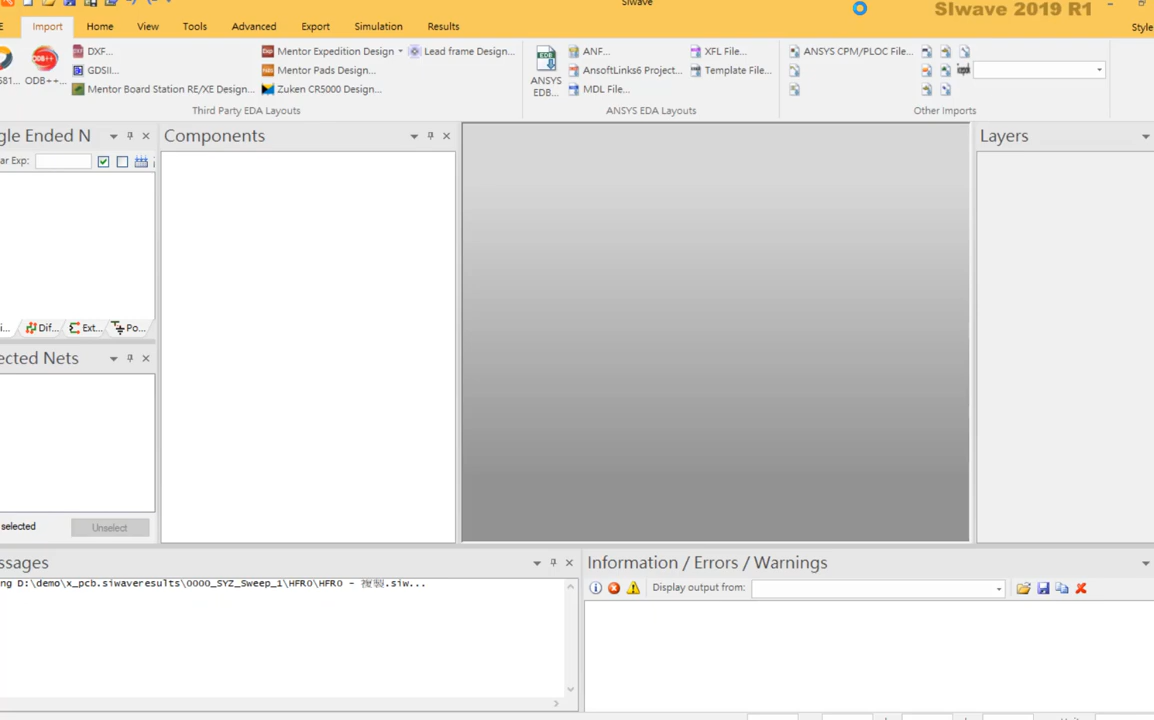 SIwave
SIwave 2019 R1
E
Import
Home
View
Tools
Advanced
Export
Simulation
Results
Style
S81...
ODB++...
DXF...
GDSII...
Mentor Board Station RE/XE Design...
Mentor Expedition Design
Mentor Pads Design...
Zuken CR5000 Design...
Lead frame Design...
Third Party EDA Layouts
ANSYS
EDB...
ANF...
AnsoftLinks6 Project...
MDL File...
XFL File...
Template File...
ANSYS EDA Layouts
ANSYS CPM/PLOC File...
Other Imports
gle Ended N
ar Exp:
Components
Layers
i...
Dif...
Ext...
Po...
ected Nets
selected
Unselect
ssages
ng D:\demo\x_pcb.siwaveresults\0000_SYZ_Sweep_1\HFR0\HFR0 - 複製.siw...
Information / Errors / Warnings
Display output from: